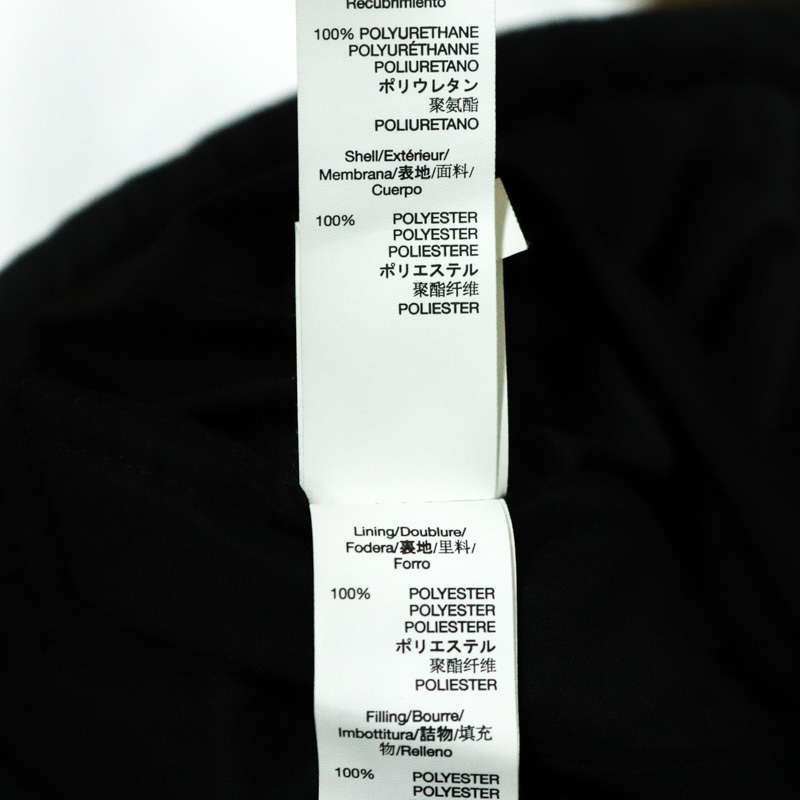 Recubrimiento
100% POLYURETHANE
POLYURÉTHANNE
POLIURETANO
ポリウレタン
聚氨酯
POLIURETANO
Shell/Extérieur/
Membrana/表地/面料/
Cuerpo
100% POLYESTER
POLYESTER
POLIESTERE
ポリエステル
聚酯纤维
POLIESTER
Lining/Doublure/
Fodera/裏地/里料/
Forro
100% POLYESTER
POLYESTER
POLIESTERE
ポリエステル
聚酯纤维
POLIESTER
Filling/Bourre/
Imbottitura/詰物/填充
物/Relleno
100% POLYESTER
POLYESTER